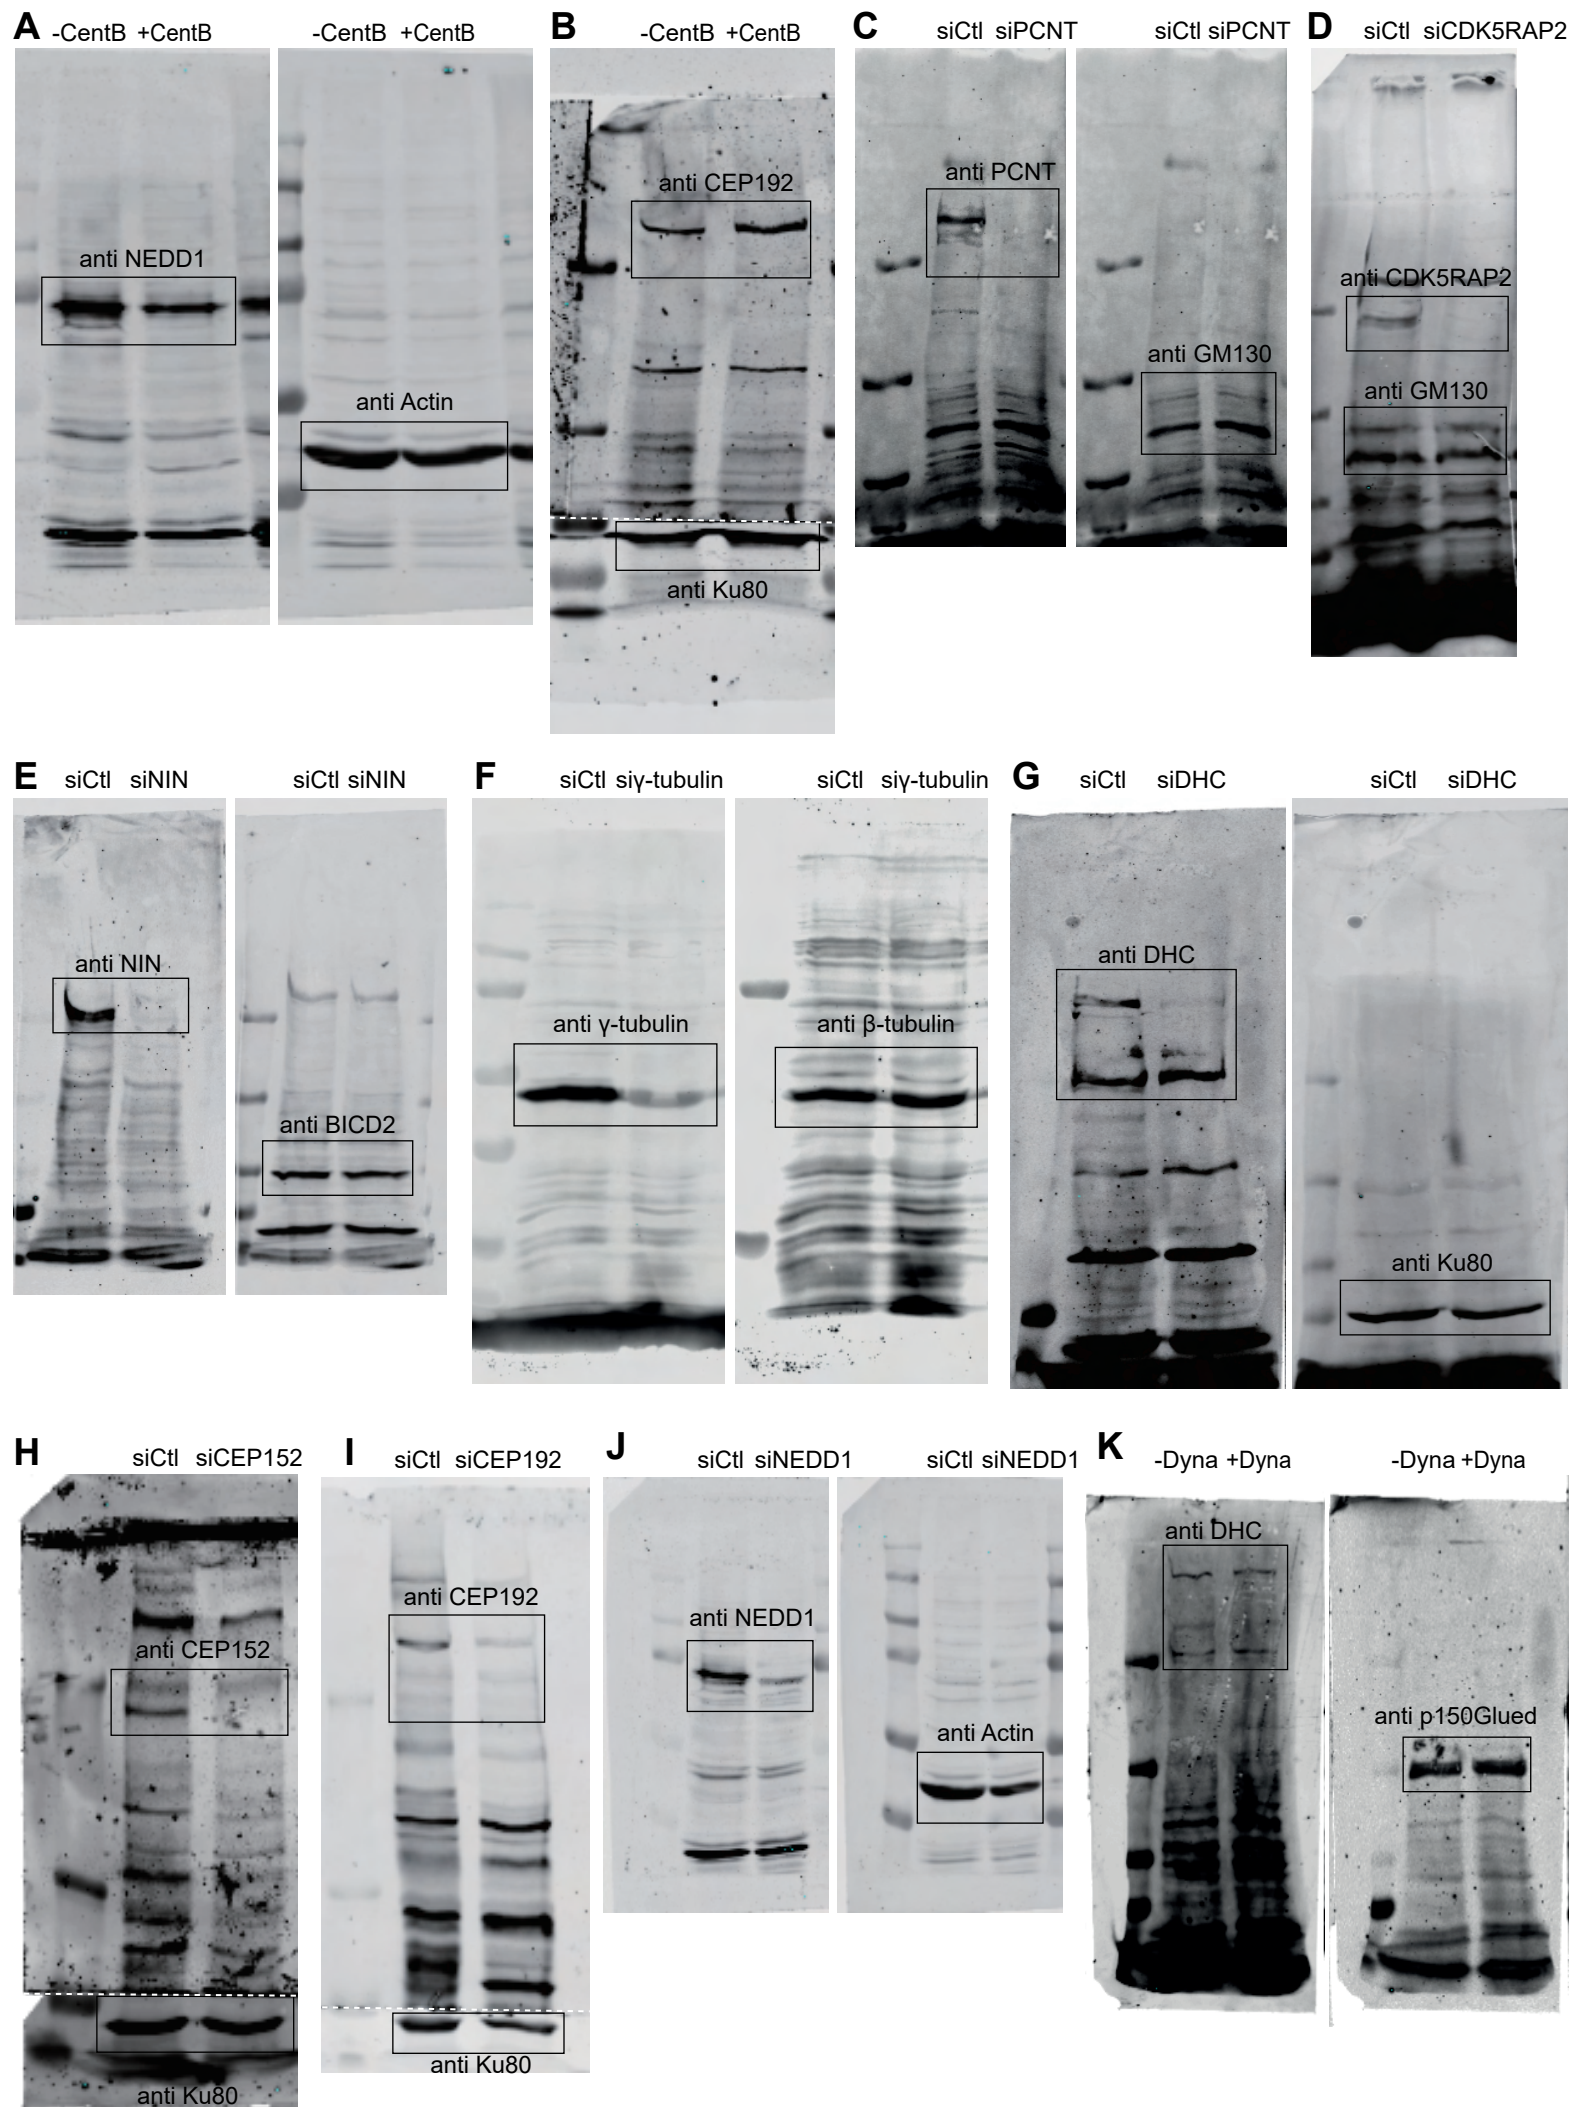 A -CentB +CentB -CentB +CentB
anti NEDD1
anti Actin
B -CentB +CentB
anti CEP192
anti Ku80
C siCtl siPCNT siCtl siPCNT
anti PCNT
anti GM130
D siCtl siCDK5RAP2
anti CDK5RAP2
anti GM130
E siCtl siNIN siCtl siNIN
anti NIN
anti BICD2
F siCtl siγ-tubulin siCtl siγ-tubulin
anti γ-tubulin anti β-tubulin
G siCtl siDHC siCtl siDHC
anti DHC
anti Ku80
H siCtl siCEP152
anti CEP152
anti Ku80
I siCtl siCEP192
anti CEP192
anti Ku80
J siCtl siNEDD1 siCtl siNEDD1
anti NEDD1
anti Actin
K -Dyna +Dyna -Dyna +Dyna
anti DHC
anti p150Glued